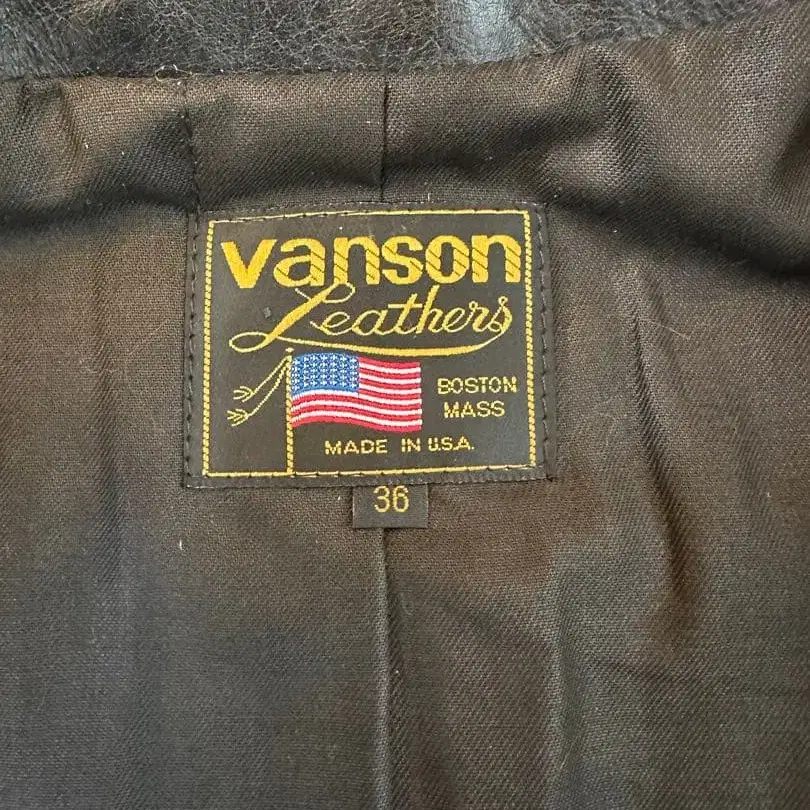 vanson
Leathers
BOSTON
MASS
MADE IN U.S.A.
36